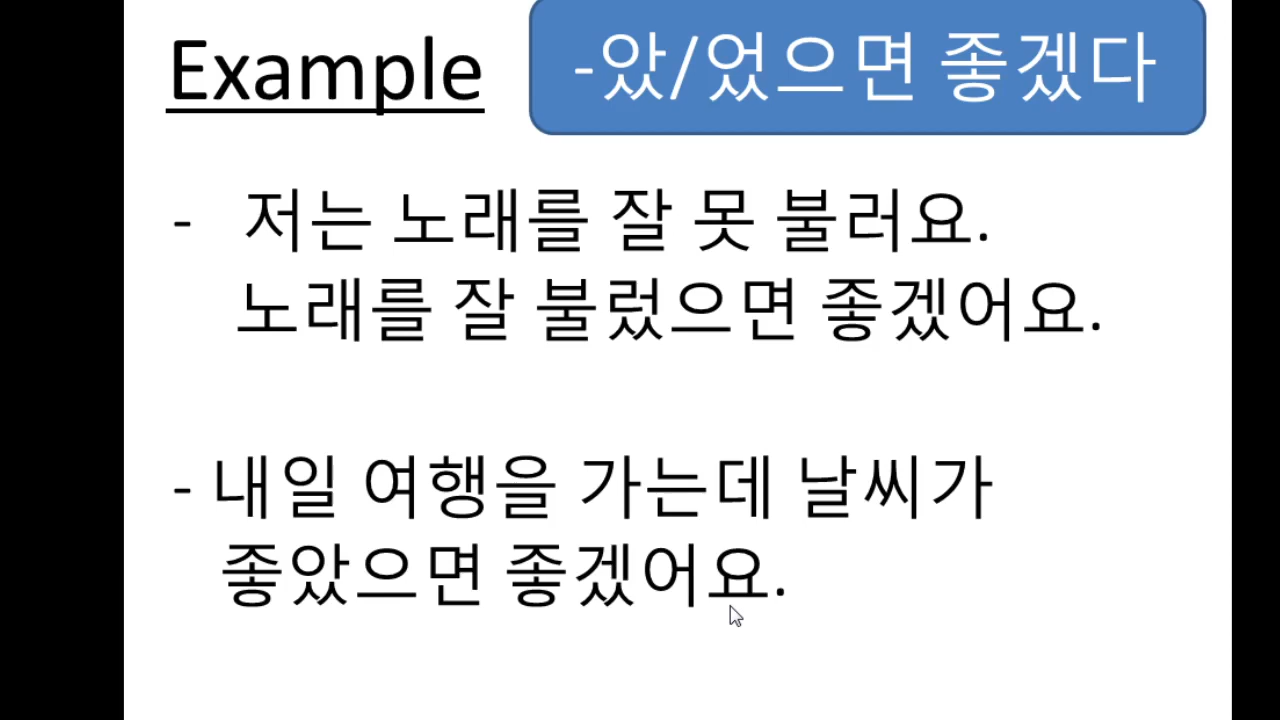 Example
-았/었으면 좋겠다
- 저는 노래를 잘 못 불러요.
노래를 잘 불렀으면 좋겠어요.
- 내일 여행을 가는데 날씨가
좋았으면 좋겠어요.